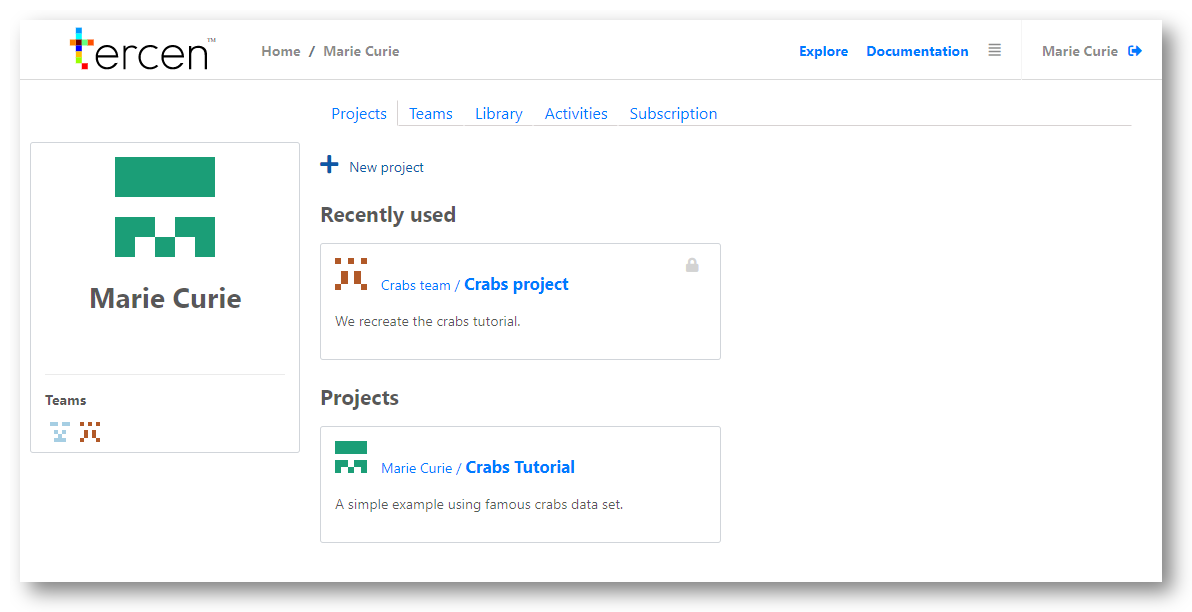 tercen™
Home / Marie Curie
Explore Documentation
Marie Curie
Projects Teams Library Activities Subscription
Marie Curie
Teams
New project
Recently used
Crabs team / Crabs project
We recreate the crabs tutorial.
Projects
Marie Curie / Crabs Tutorial
A simple example using famous crabs data set.